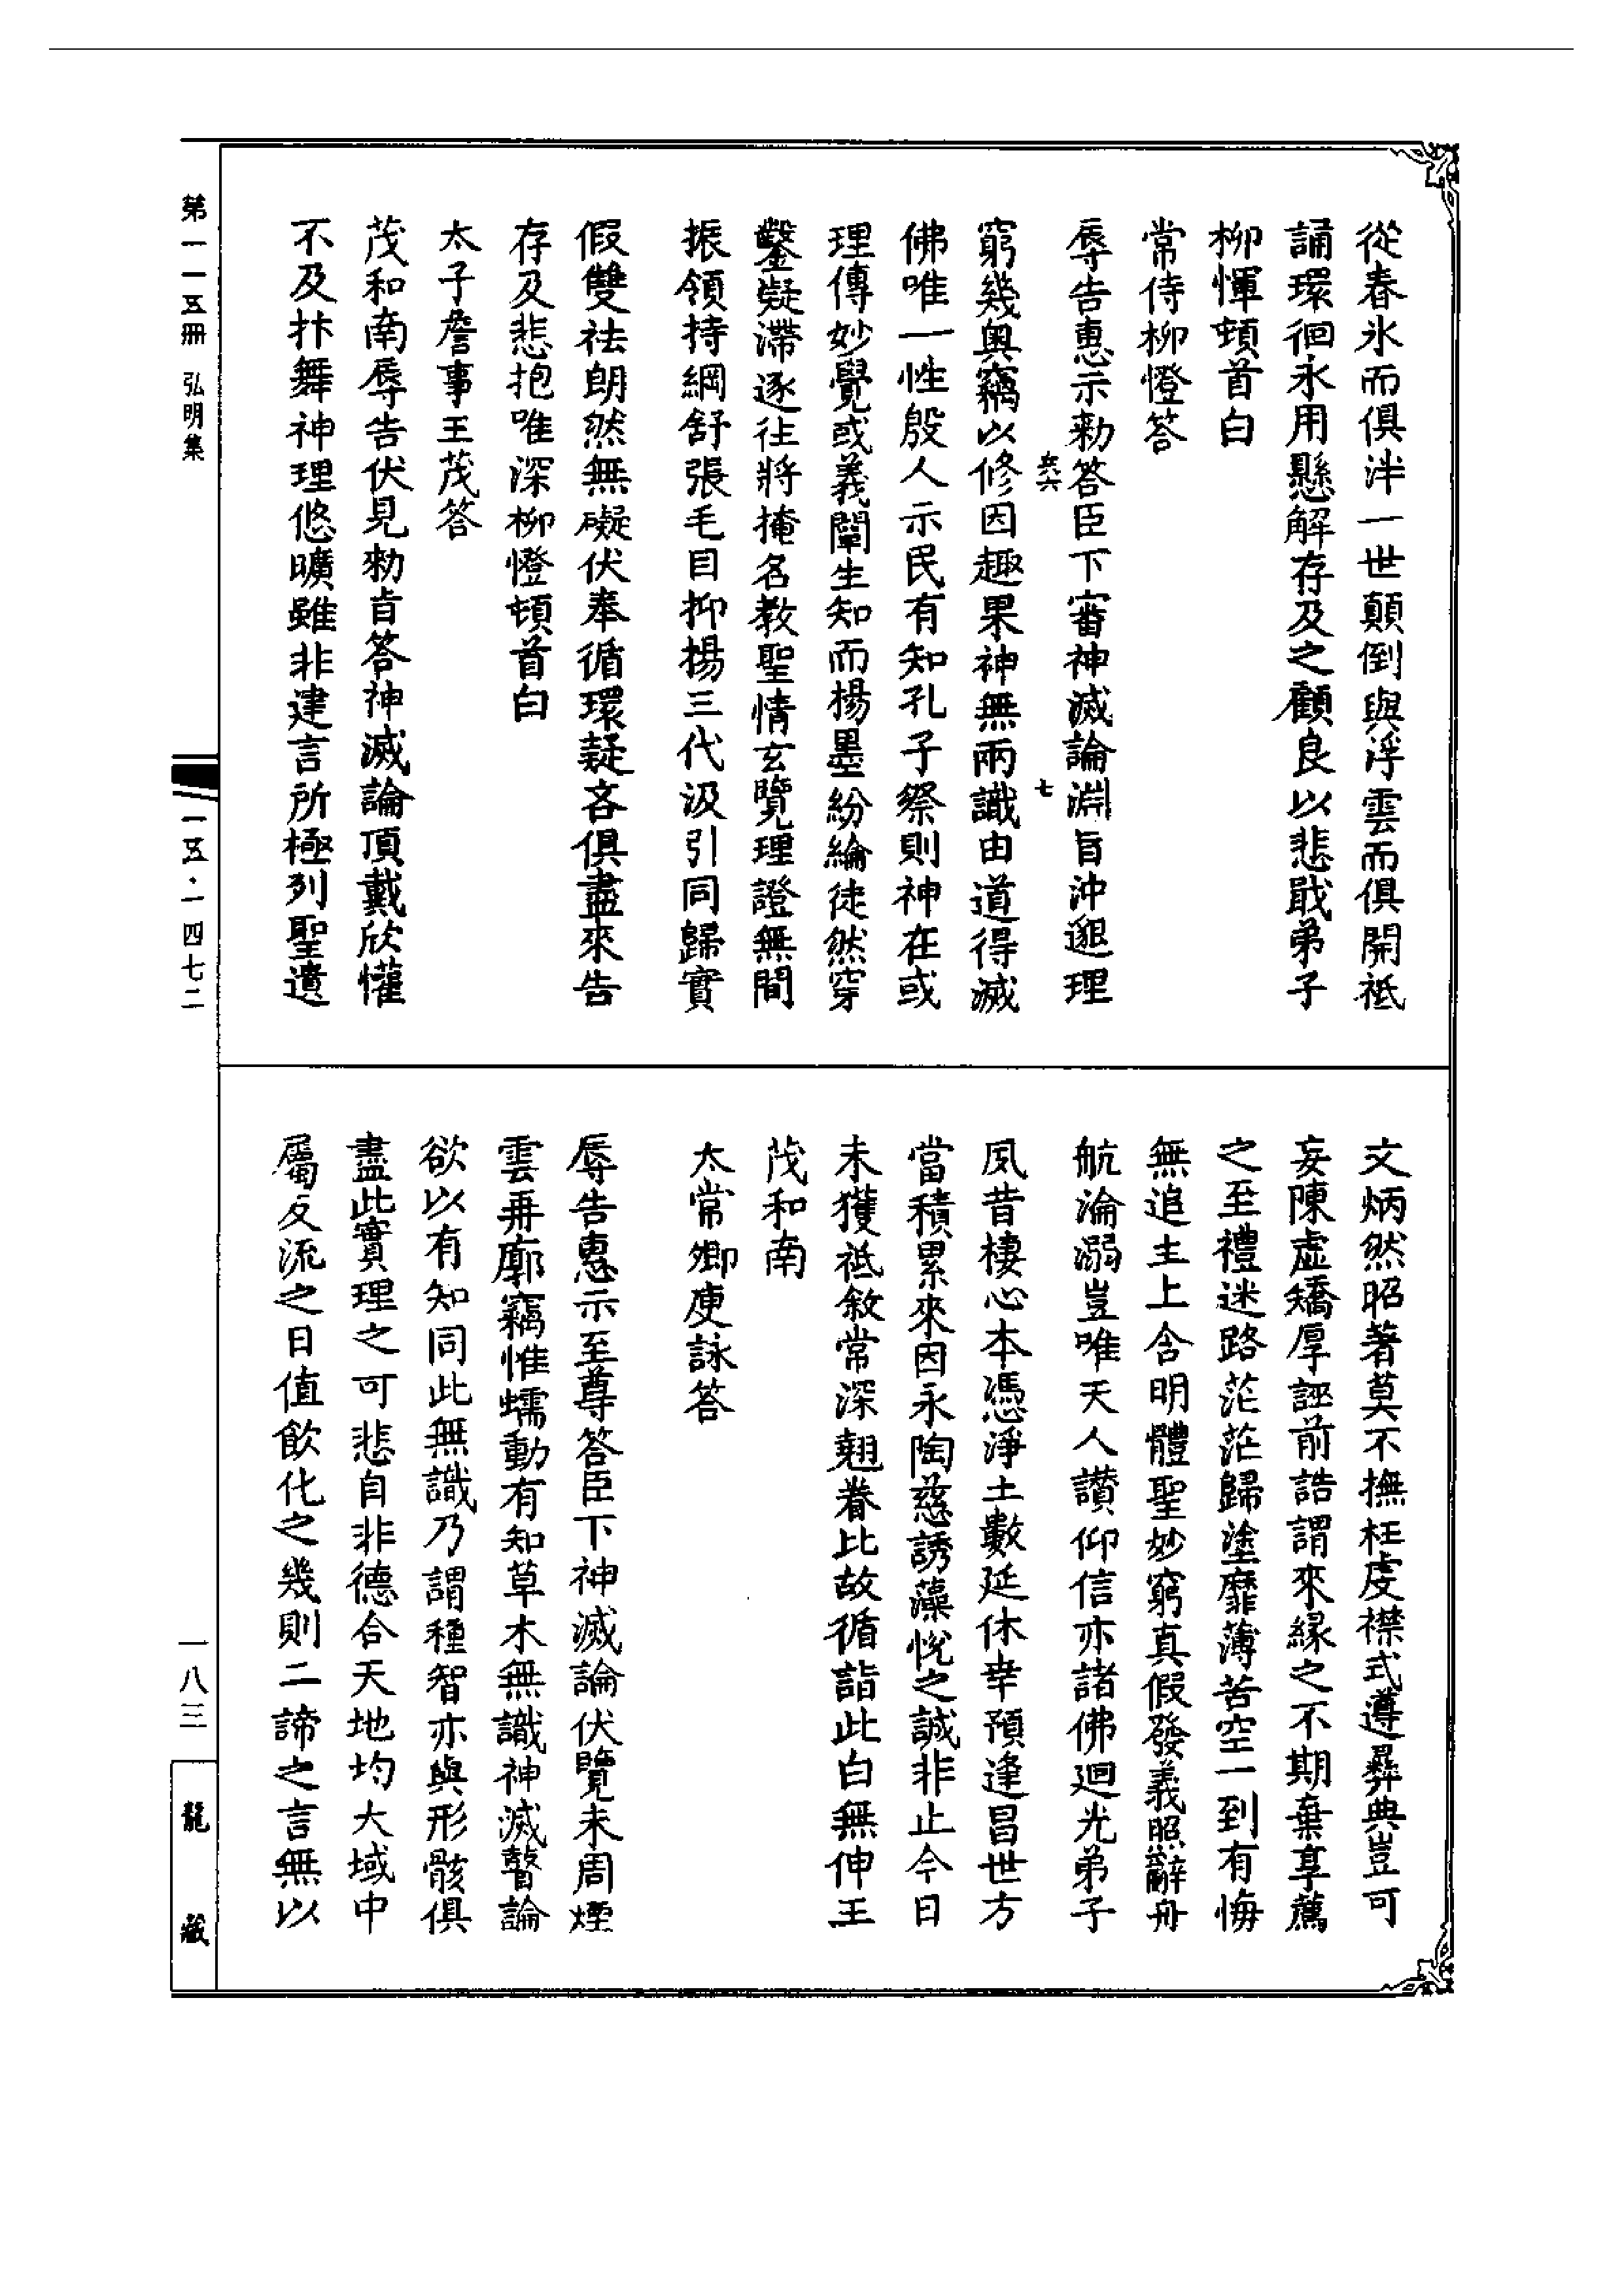 從春氷而俱泮一世顛倒與浮雲而俱開祗
誦環徊永用懸解存及之顧良以悲戢弟子
柳惲頓首白
常侍柳憕答
辱告惠示勑答臣下審神滅論淵旨沖邈理
七
窮幾奥竊以修因趣果神無兩識由道得滅
佛唯一性殷人示民有知孔子祭則神在或
理傳妙覺或義闡生知而楊墨紛綸徒然穿
鑿凝滯逐往將掩名教聖情玄覽理證無間
振領持綱舒張毛目抑揚三代汲引同歸實
假雙祛朗然無礙伏奉循環疑吝俱盡來告
存及悲抱唯深柳憕頓首白
太子詹事王茂答
茂和南辱告伏見勑旨答神滅論頂戴欣懽
不及抃舞神理悠曠雖非建言所極列聖遺
文炳然昭著莫不撫枉虔襟式遵彝典豈可
妄陳虛矯厚誣前誥謂來緣之不期棄享薦
之至禮迷路茫茫歸塗靡薄苦空一到有悔
無追主上含明體聖妙窮真假發義照辭舟
航淪溺豈唯天人讚仰信亦諸佛迴光弟子
夙昔棲心本憑淨土數延休幸預逢昌世方
當積累來因永陶慈誘藻悅之誠非止今日
未獲祗敘常深翹眷比故循詣此白無伸王
茂和南
太常卿庾詠答
辱告惠示至尊答臣下神滅論伏覽未周煙
雲再廓竊惟蠕動有知草木無識神滅瞽論
欲以有知同此無識乃謂種智亦與形骸俱
盡此實理之可悲自非德合天地均大域中
屬反流之日值飲化之幾則二諦之言無以
第一一五冊 弘明集
一五·一四七二
一八三
龍藏